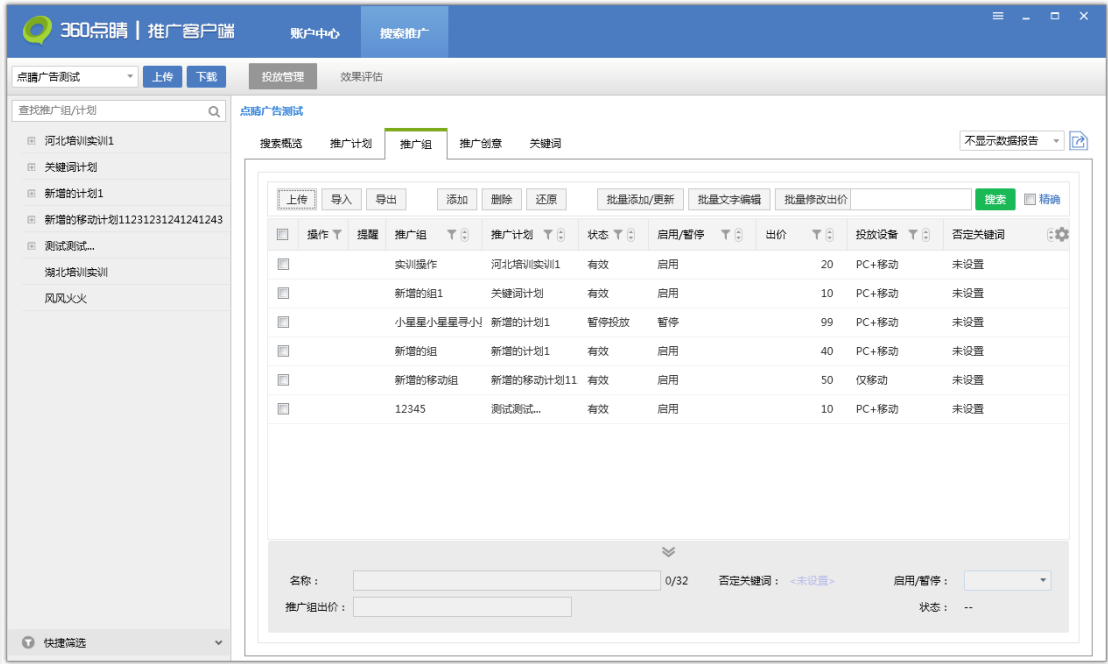 360点睛 | 推广客户端 账户中心 搜索推广
点睛广告测试 上传 下载 投放管理 效果评估
查找推广组/计划
河北培训实训1
关键词计划
新增的计划1
新增的移动计划11231231241241243
测试测试...
湖北培训实训
风风火火
快捷筛选
点睛广告测试
搜索概览 推广计划 推广组 推广创意 关键词 不显示数据报告
上传 导入 导出 添加 删除 还原 批量添加/更新 批量文字编辑 批量修改出价 搜索 精确
操作 提醒 推广组 推广计划 状态 启用/暂停 出价 投放设备 否定关键词
实训操作 河北培训实训1 有效 启用 20 PC+移动 未设置
新增的组1 关键词计划 有效 启用 10 PC+移动 未设置
小星星小星星寻小 新增的计划1 暂停投放 暂停 99 PC+移动 未设置
新增的组 新增的计划1 有效 启用 40 PC+移动 未设置
新增的移动组 新增的移动计划11 有效 启用 50 仅移动 未设置
12345 测试测试... 有效 启用 10 PC+移动 未设置
名称： 0/32 否定关键词： <未设置> 启用/暂停：
推广组出价： 状态： --